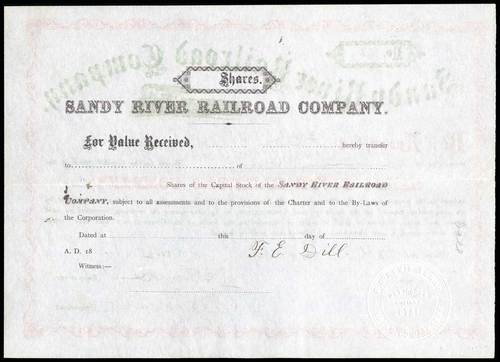 Shares.
SANDY RIVER RAILROAD COMPANY.
For Value Received, hereby transfer
to of
Shares of the Capital Stock of the SANDY RIVER RAILROAD
COMPANY, subject to all assessments and to the provisions of the Charter and to the By-Laws of
the Corporation.
Dated at this day of
A. D. 18 F. E. Dill.
Witness:—